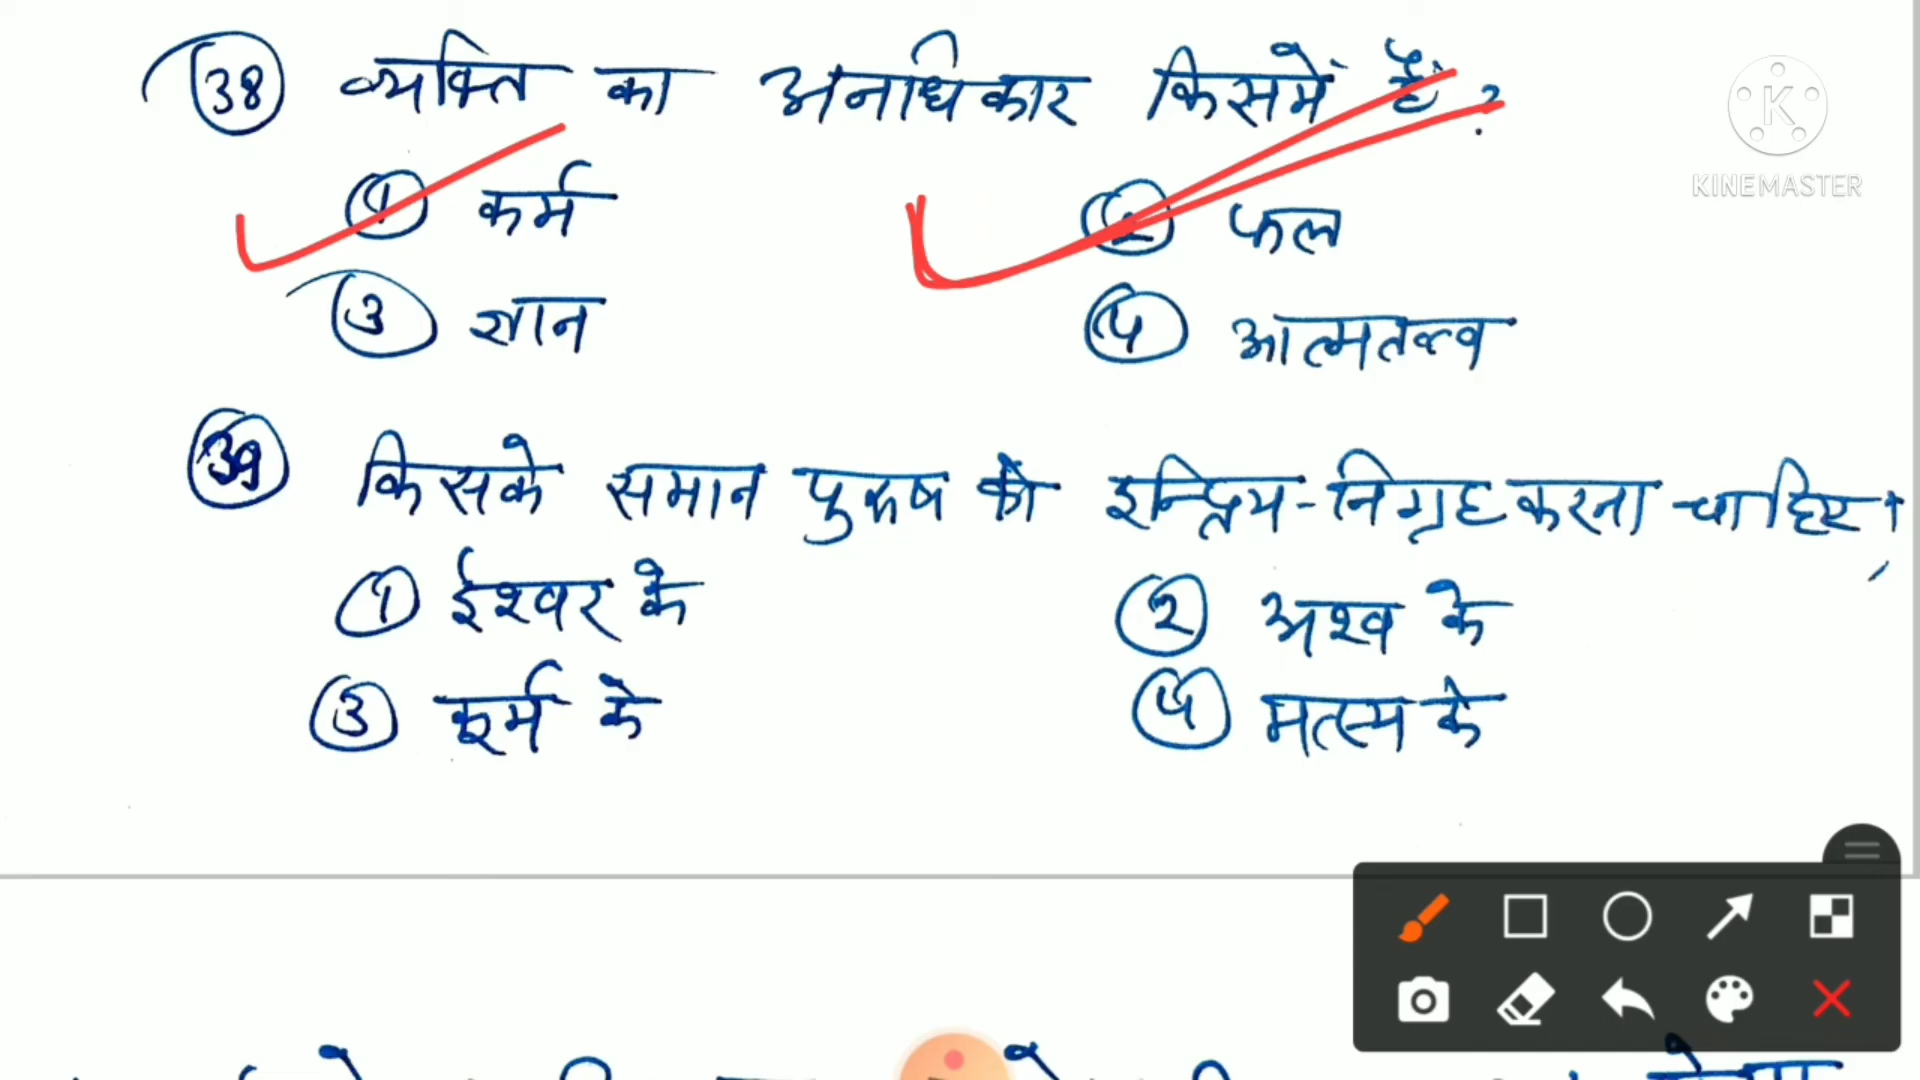 38 व्यक्ति का अनाधिकार किसमें है ?
1 कर्म 2 फल
3 ज्ञान 4 आत्मतत्व
39 किसके समान पुरुष को इन्द्रिय-निग्रह करना चाहिए ।
1 ईश्वर के 2 अश्व के
3 कूर्म के 4 मत्स्य के
KINEMASTER